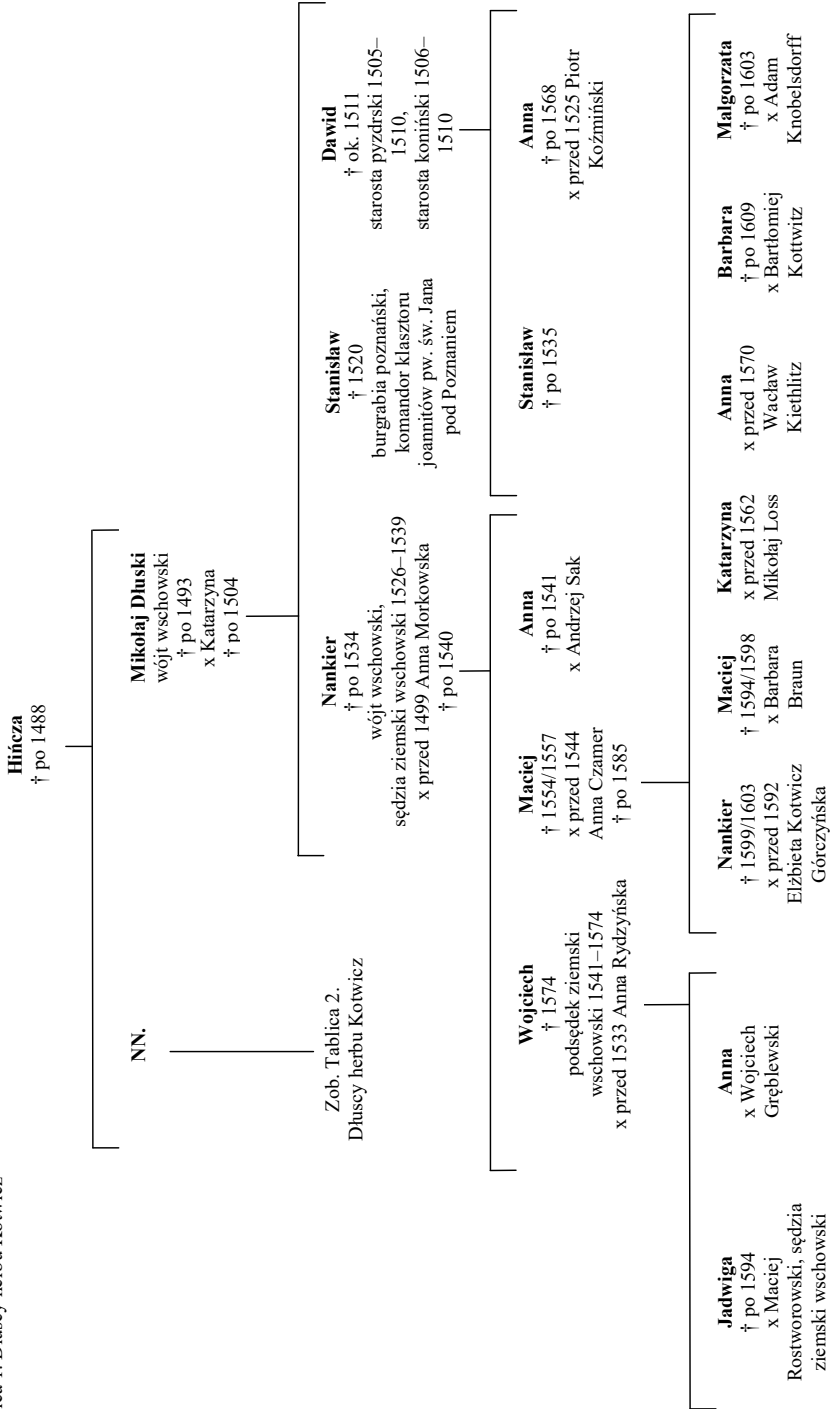 Hińcza
† po 1488
NN.
Zob. Tablica 2.
Dłuscy herbu Kotwicz
Mikołaj Dłuski
wójt wschowski
† po 1493
x Katarzyna
† po 1504
Nankier
† po 1534
wójt wschowski,
sędzia ziemski wschowski 1526–1539
x przed 1499 Anna Morkowska
† po 1540
Stanisław
† 1520
burgrabia poznański,
komandor klasztoru
joannitów pw. św. Jana
pod Poznaniem
Dawid
† ok. 1511
starosta pyzdrski 1505–
1510,
starosta koniński 1506–
1510
Wojciech
† 1574
podsędek ziemski
wschowski 1541–1574
x przed 1533 Anna Rydzyńska
Maciej
† 1554/1557
x przed 1544
Anna Czamer
† po 1585
Anna
† po 1541
x Andrzej Sak
Stanisław
† po 1535
Anna
† po 1568
x przed 1525 Piotr
Koźmiński
Jadwiga
† po 1594
x Maciej
Rostworowski, sędzia
ziemski wschowski
Anna
x Wojciech
Gręblewski
Nankier
† 1599/1603
x przed 1592
Elżbieta Kotwicz
Górczyńska
Maciej
† 1594/1598
x Barbara
Braun
Katarzyna
x przed 1562
Mikołaj Loss
Anna
x przed 1570
Wacław
Kiethlitz
Barbara
† po 1609
x Bartłomiej
Kottwitz
Małgorzata
† po 1603
x Adam
Knobelsdorff